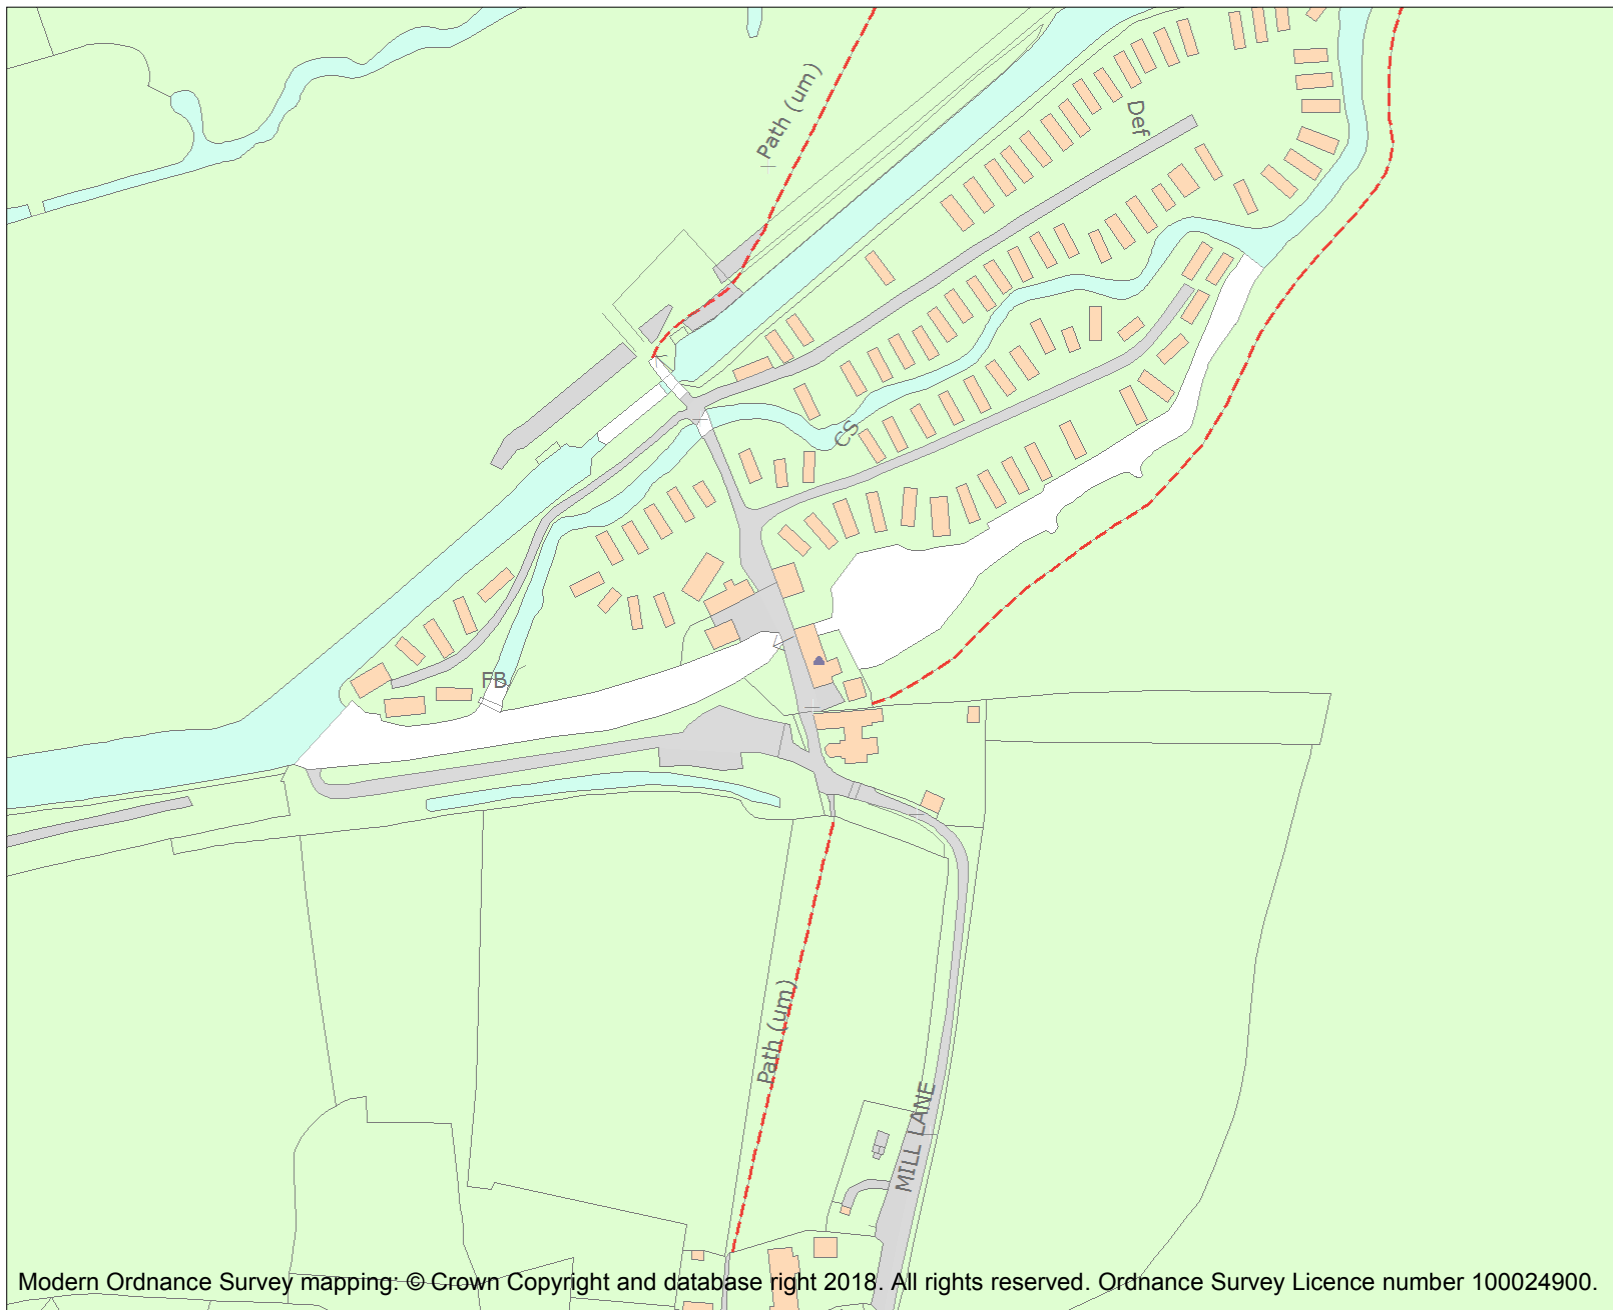 Path (um)
Def
CS
FB
Path (um)
MILL LANE
Modern Ordnance Survey mapping: © Crown Copyright and database right 2018. All rights reserved. Ordnance Survey Licence number 100024900.